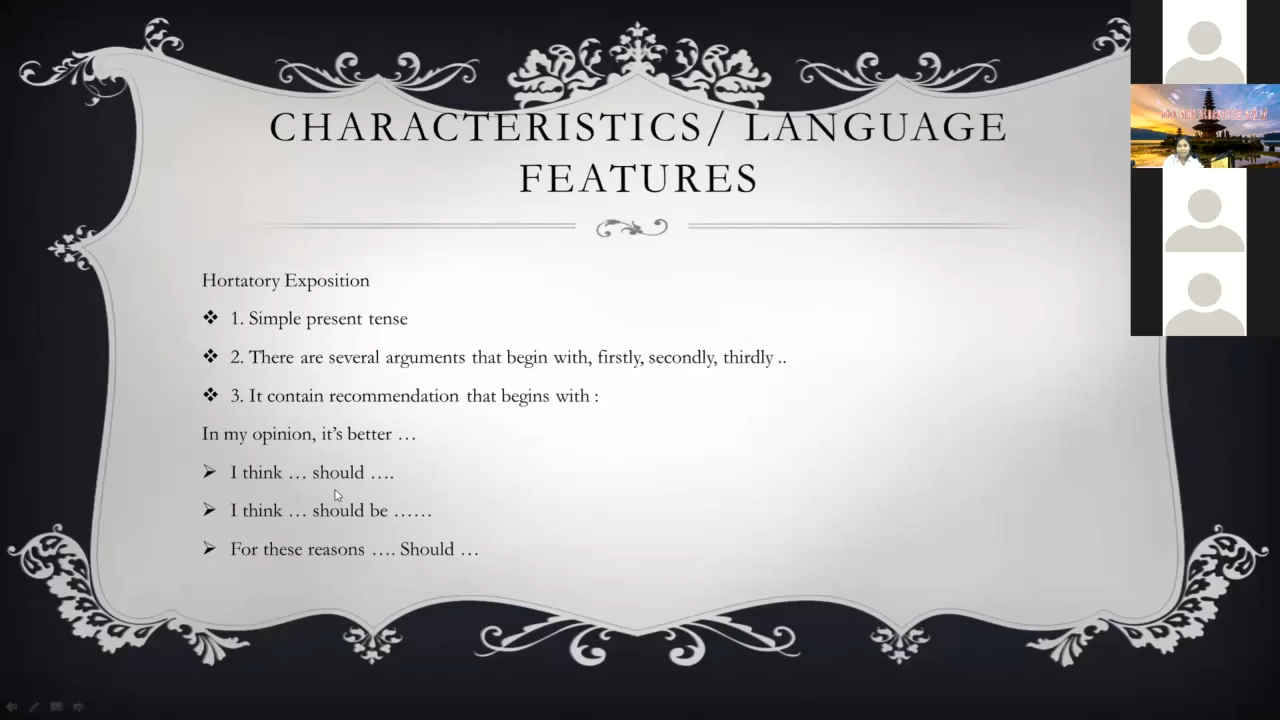 CHARACTERISTICS/ LANGUAGE
FEATURES
Hortatory Exposition
❖ 1. Simple present tense
❖ 2. There are several arguments that begin with, firstly, secondly, thirdly ..
❖ 3. It contain recommendation that begins with :
In my opinion, it's better …
➢ I think … should ….
➢ I think … should be ……
➢ For these reasons …. Should …